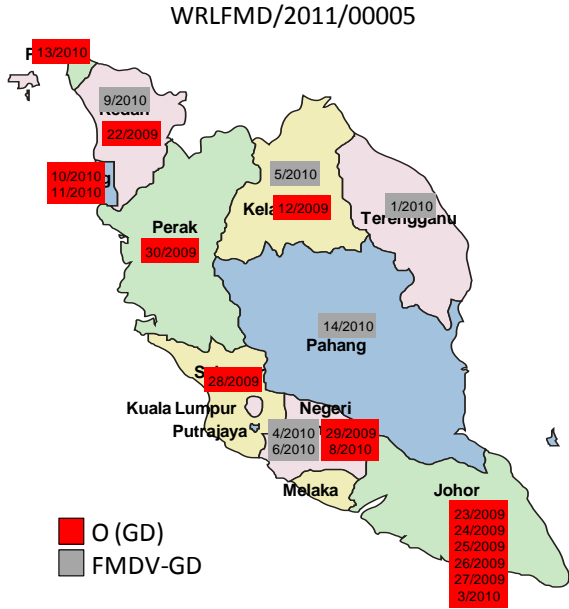 WRLFMD/2011/00005
13/2010
9/2010
22/2009
10/2010
11/2010
5/2010
12/2009
1/2010
Terengganu
Perak
30/2009
14/2010
Pahang
28/2009
Kuala Lumpur
Putrajaya
Negeri
4/2010
6/2010
29/2009
8/2010
Melaka
Johor
23/2009
24/2009
25/2009
26/2009
27/2009
3/2010
O (GD)
FMDV-GD